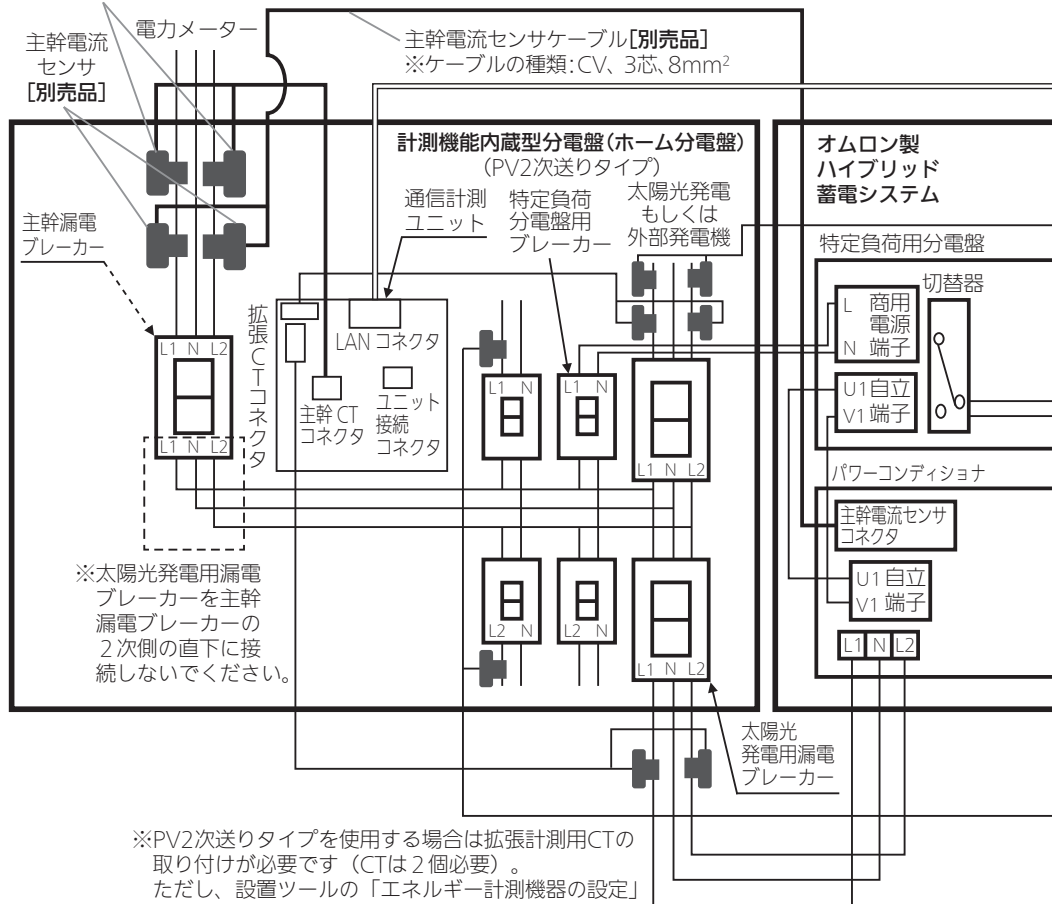 電力メーター
主幹電流
センサ
[別売品]
主幹電流センサケーブル[別売品]
※ケーブルの種類：CV、3芯、8mm²
計測機能内蔵型分電盤(ホーム分電盤)
(PV2次送りタイプ)
通信計測
ユニット
特定負荷
分電盤用
ブレーカー
太陽光発電
もしくは
外部発電機
主幹漏電
ブレーカー
L1 N L2
L1 N L2
拡張CTコネクタ
LAN コネクタ
主幹 CT
コネクタ
ユニット
接続
コネクタ
L1 N
L1 N
L1 N L2
L2 N
L2 N
L1 N L2
※太陽光発電用漏電
ブレーカーを主幹
漏電ブレーカーの
2次側の直下に接
続しないでください。
太陽光
発電用漏電
ブレーカー
オムロン製
ハイブリッド
蓄電システム
特定負荷用分電盤
切替器
L 商用
電源
N 端子
U1 自立
V1 端子
パワーコンディショナ
主幹電流センサ
コネクタ
U1 自立
V1 端子
L1 N L2
※PV2次送りタイプを使用する場合は拡張計測用CTの
取り付けが必要です（CTは2個必要）。
ただし、設置ツールの「エネルギー計測機器の設定」